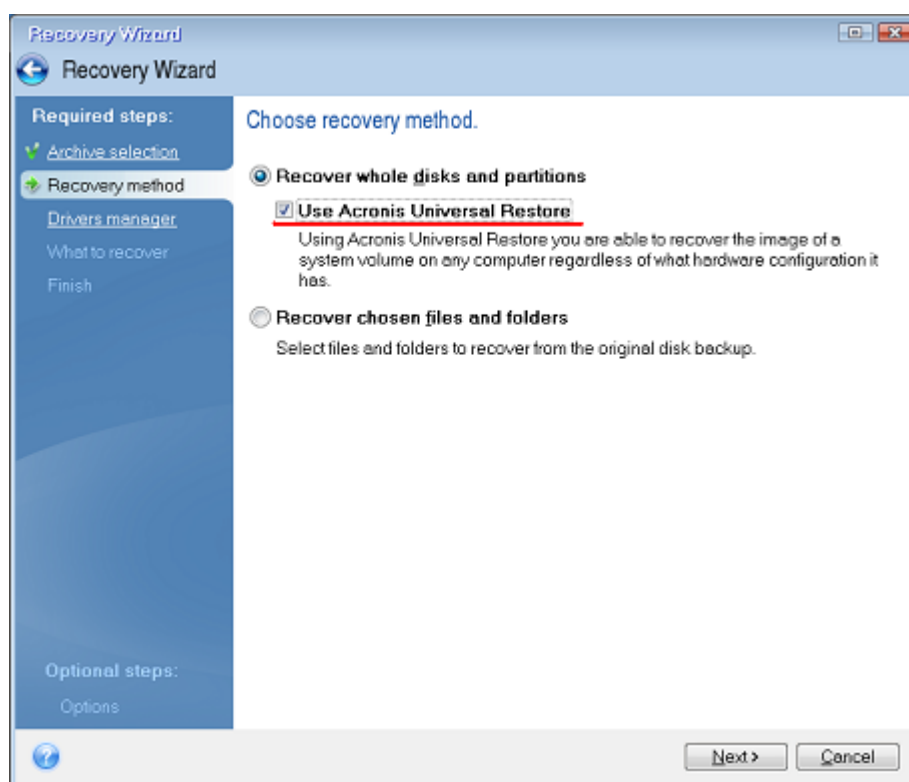 Recovery Wizard
Recovery Wizard
Required steps:
Archive selection
Recovery method
Drivers manager
What to recover
Finish
Optional steps:
Options
Choose recovery method.
Recover whole disks and partitions
Use Acronis Universal Restore
Using Acronis Universal Restore you are able to recover the image of a
system volume on any computer regardless of what hardware configuration it
has.
Recover chosen files and folders
Select files and folders to recover from the original disk backup.
?
Next >
Cancel